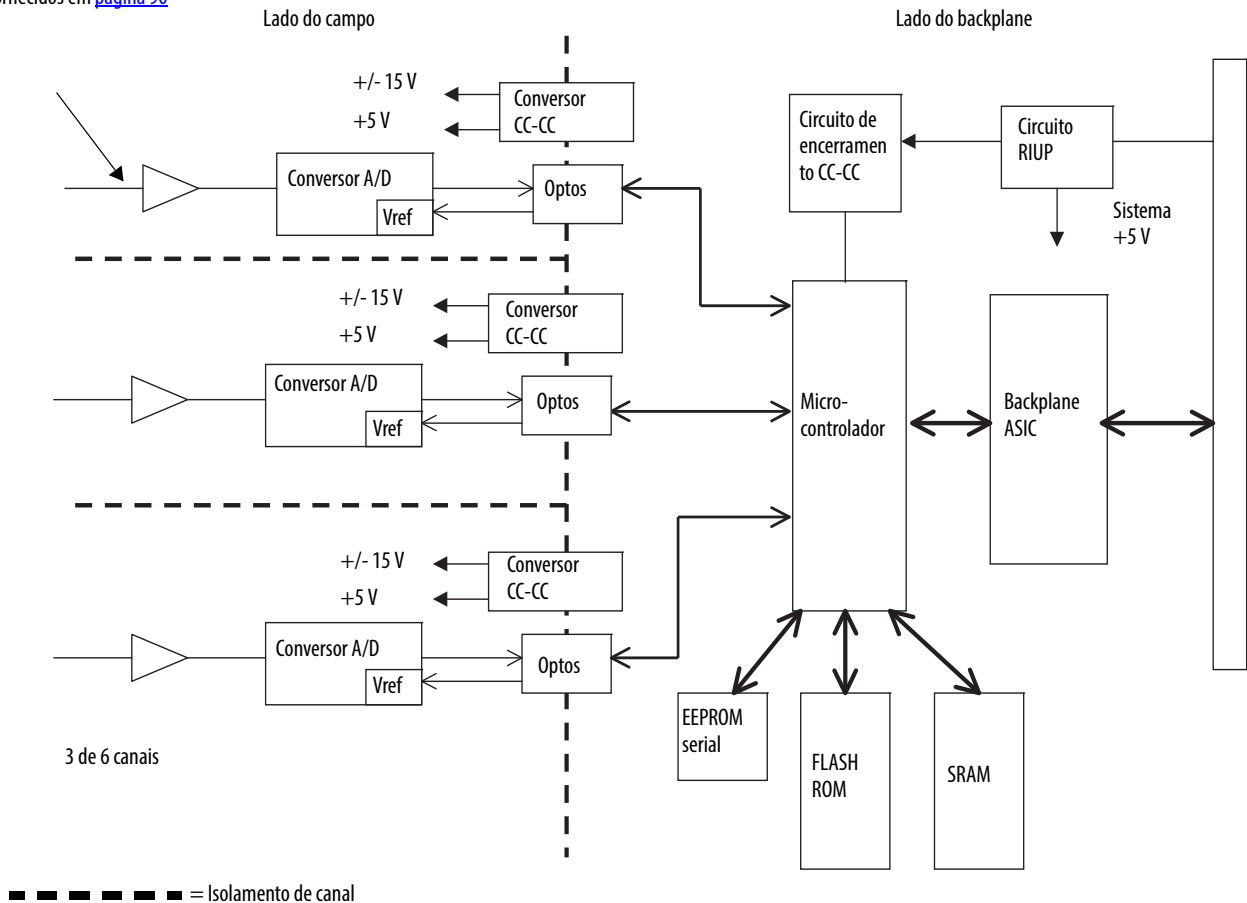 fornecidos em página 90
Lado do campo
Lado do backplane
+/- 15 V
+5 V
Conversor
CC-CC
Circuito de
encerramen
to CC-CC
Circuito
RIUP
Conversor A/D
Vref
Optos
Sistema
+5 V
+/- 15 V
+5 V
Conversor
CC-CC
Conversor A/D
Vref
Optos
Micro-
controlador
Backplane
ASIC
+/- 15 V
+5 V
Conversor
CC-CC
Conversor A/D
Vref
Optos
3 de 6 canais
EEPROM
serial
FLASH
ROM
SRAM
= Isolamento de canal